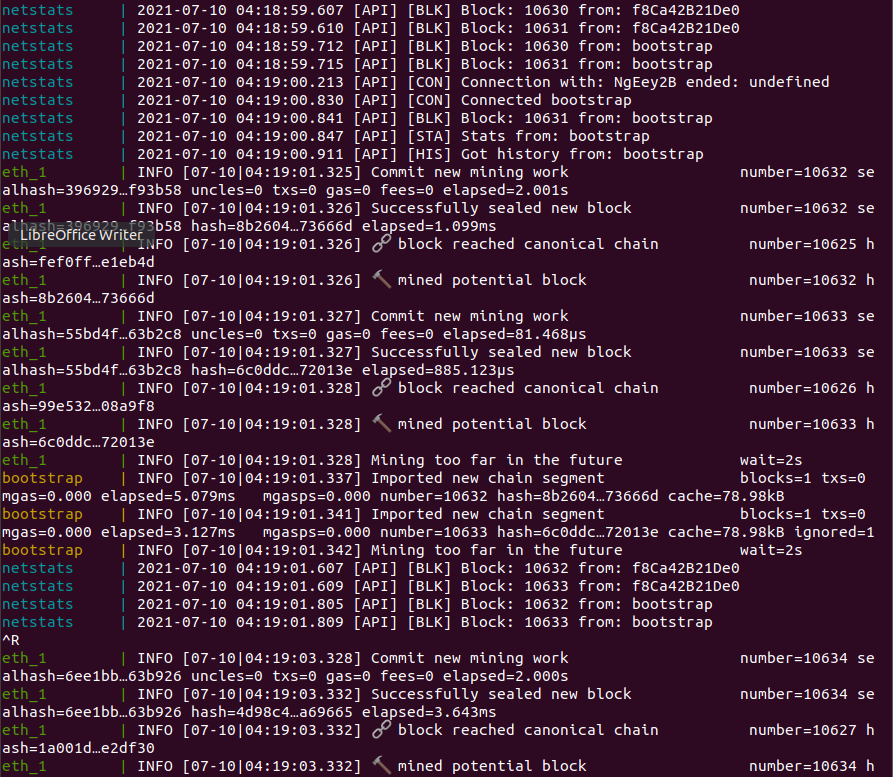 netstats | 2021-07-10 04:18:59.607 [API] [BLK] Block: 10630 from: f8Ca42B21De0
netstats | 2021-07-10 04:18:59.610 [API] [BLK] Block: 10631 from: f8Ca42B21De0
netstats | 2021-07-10 04:18:59.712 [API] [BLK] Block: 10630 from: bootstrap
netstats | 2021-07-10 04:18:59.715 [API] [BLK] Block: 10631 from: bootstrap
netstats | 2021-07-10 04:19:00.213 [API] [CON] Connection with: NgEey2B ended: undefined
netstats | 2021-07-10 04:19:00.830 [API] [CON] Connected bootstrap
netstats | 2021-07-10 04:19:00.841 [API] [BLK] Block: 10631 from: bootstrap
netstats | 2021-07-10 04:19:00.847 [API] [STA] Stats from: bootstrap
netstats | 2021-07-10 04:19:00.911 [API] [HIS] Got history from: bootstrap
eth_1 | INFO [07-10|04:19:01.325] Commit new mining work number=10632 se
alhash=396929…f93b58 uncles=0 txs=0 gas=0 fees=0 elapsed=2.001s
eth_1 | INFO [07-10|04:19:01.326] Successfully sealed new block number=10632 se
alhash=396929…f93b58 hash=8b2604…73666d elapsed=1.099ms
LibreOffice Writer
eth_1 | INFO [07-10|04:19:01.326] 🔗 block reached canonical chain number=10625 h
ash=fef0ff…e1eb4d
eth_1 | INFO [07-10|04:19:01.326] 🔨 mined potential block number=10632 h
ash=8b2604…73666d
eth_1 | INFO [07-10|04:19:01.327] Commit new mining work number=10633 se
alhash=55bd4f…63b2c8 uncles=0 txs=0 gas=0 fees=0 elapsed=81.468µs
eth_1 | INFO [07-10|04:19:01.327] Successfully sealed new block number=10633 se
alhash=55bd4f…63b2c8 hash=6c0ddc…72013e elapsed=885.123µs
eth_1 | INFO [07-10|04:19:01.328] 🔗 block reached canonical chain number=10626 h
ash=99e532…08a9f8
eth_1 | INFO [07-10|04:19:01.328] 🔨 mined potential block number=10633 h
ash=6c0ddc…72013e
eth_1 | INFO [07-10|04:19:01.328] Mining too far in the future wait=2s
bootstrap | INFO [07-10|04:19:01.337] Imported new chain segment blocks=1 txs=0
mgas=0.000 elapsed=5.079ms mgasps=0.000 number=10632 hash=8b2604…73666d cache=78.98kB
bootstrap | INFO [07-10|04:19:01.341] Imported new chain segment blocks=1 txs=0
mgas=0.000 elapsed=3.127ms mgasps=0.000 number=10633 hash=6c0ddc…72013e cache=78.98kB ignored=1
bootstrap | INFO [07-10|04:19:01.342] Mining too far in the future wait=2s
netstats | 2021-07-10 04:19:01.607 [API] [BLK] Block: 10632 from: f8Ca42B21De0
netstats | 2021-07-10 04:19:01.609 [API] [BLK] Block: 10633 from: f8Ca42B21De0
netstats | 2021-07-10 04:19:01.805 [API] [BLK] Block: 10632 from: bootstrap
netstats | 2021-07-10 04:19:01.809 [API] [BLK] Block: 10633 from: bootstrap
^R
eth_1 | INFO [07-10|04:19:03.328] Commit new mining work number=10634 se
alhash=6ee1bb…63b926 uncles=0 txs=0 gas=0 fees=0 elapsed=2.000s
eth_1 | INFO [07-10|04:19:03.332] Successfully sealed new block number=10634 se
alhash=6ee1bb…63b926 hash=4d98c4…a69665 elapsed=3.643ms
eth_1 | INFO [07-10|04:19:03.332] 🔗 block reached canonical chain number=10627 h
ash=1a001d…e2df30
eth_1 | INFO [07-10|04:19:03.332] 🔨 mined potential block number=10634 h